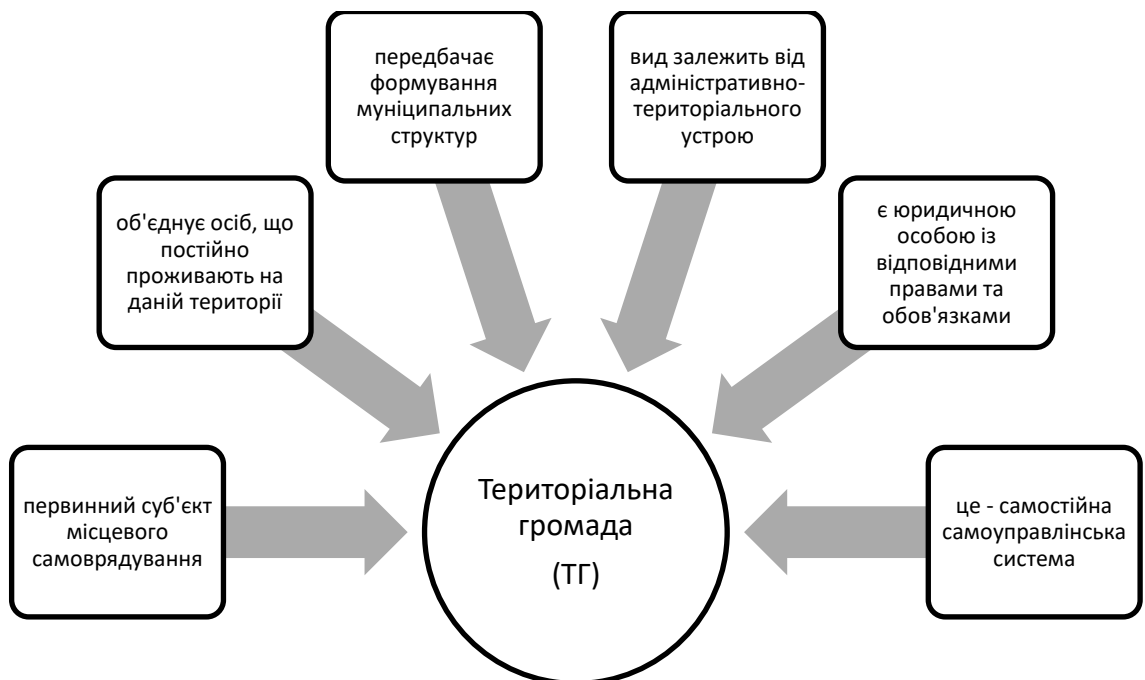 передбачає
формування
муніципальних
структур
вид залежить від
адміністративно-
територіального
устрою
об'єднує осіб, що
постійно
проживають на
даній території
є юридичною
особою із
відповідними
правами та
обов'язками
первинний суб'єкт
місцевого
самоврядування
Територіальна
громада
(ТГ)
це - самостійна
самоуправлінська
система